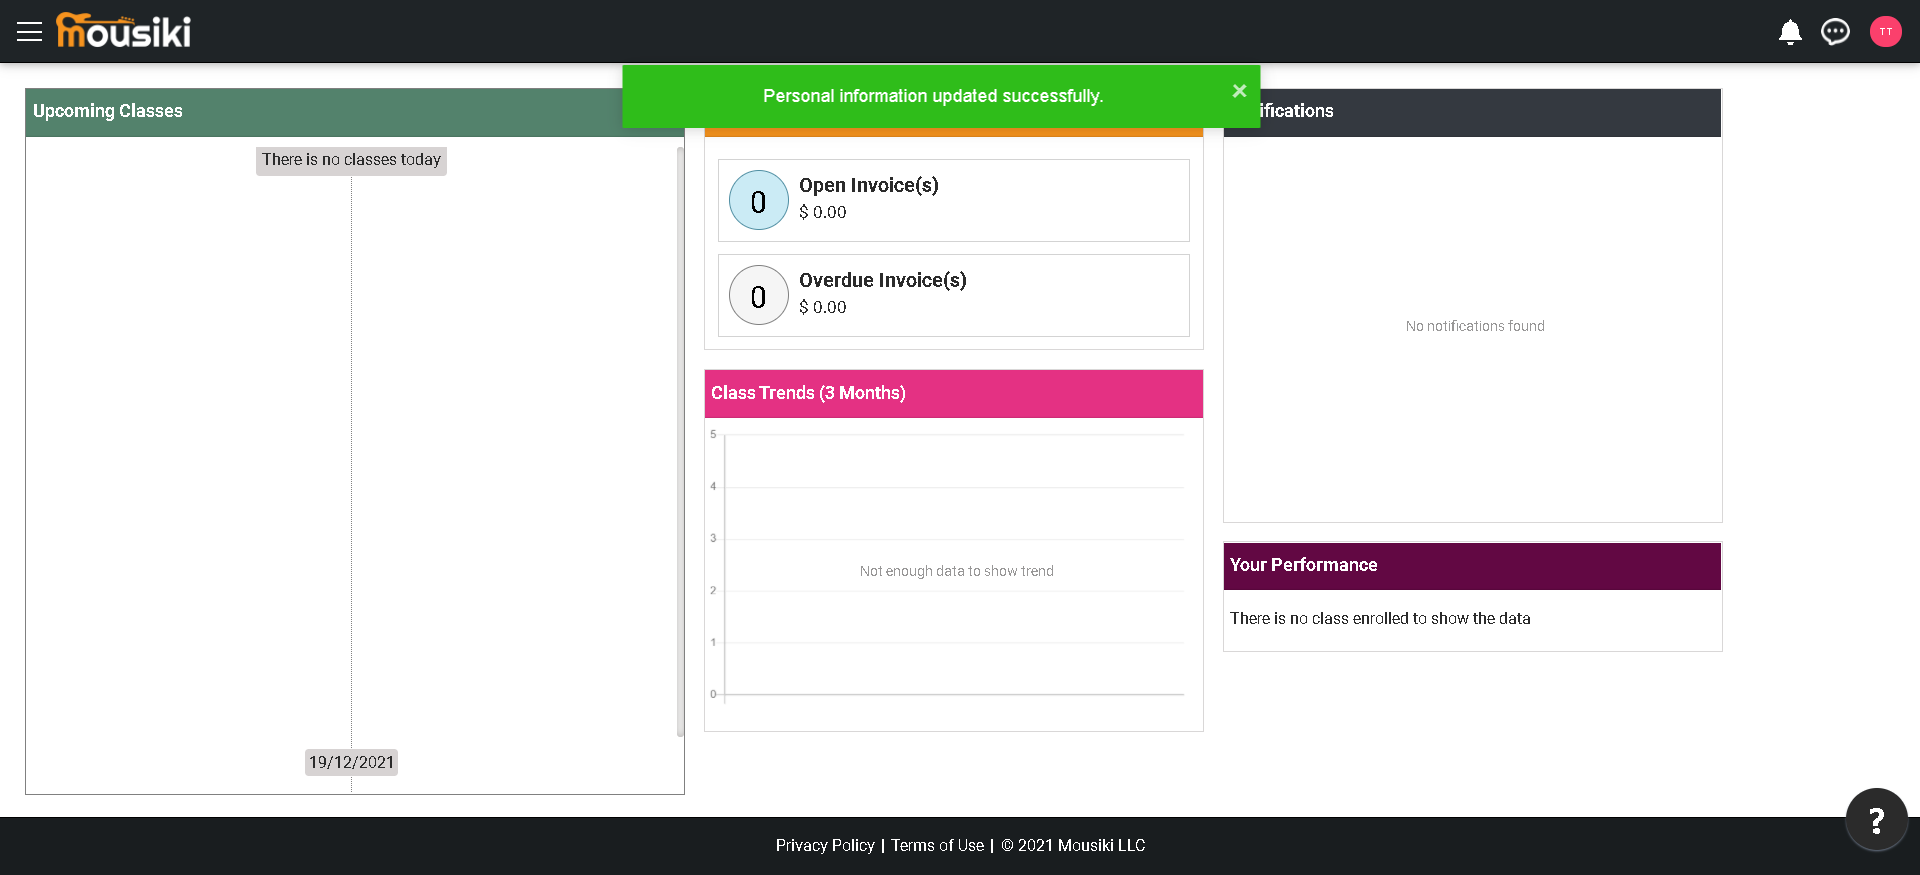 mousiki
TT
Personal information updated successfully.
×
Upcoming Classes
There is no classes today
19/12/2021
0
Open Invoice(s)
$ 0.00
0
Overdue Invoice(s)
$ 0.00
Class Trends (3 Months)
5
4
3
Not enough data to show trend
2
1
0
ifications
No notifications found
Your Performance
There is no class enrolled to show the data
?
Privacy Policy | Terms of Use | © 2021 Mousiki LLC